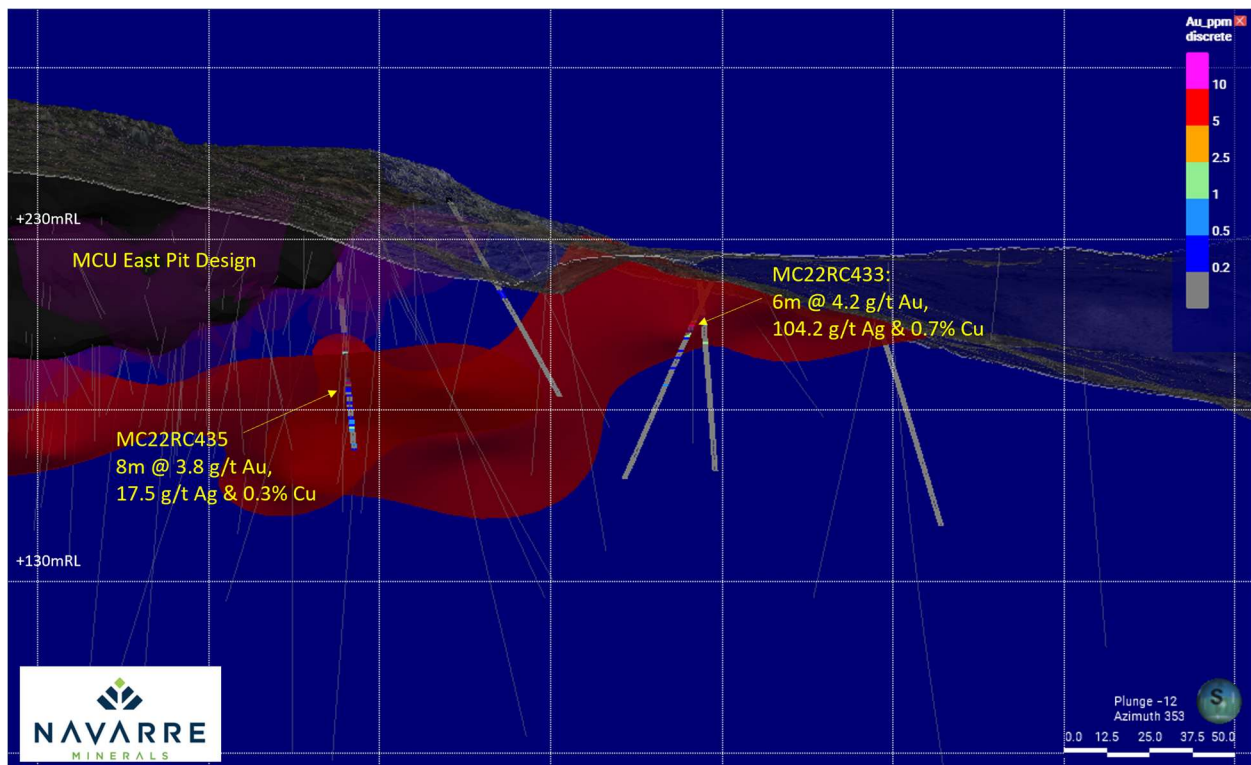 Au_ppm
discrete
10
5
2.5
1
0.5
0.2
+230mRL
MCU East Pit Design
MC22RC433:
6m @ 4.2 g/t Au,
104.2 g/t Ag & 0.7% Cu
MC22RC435
8m @ 3.8 g/t Au,
17.5 g/t Ag & 0.3% Cu
+130mRL
NAVARRE
MINERALS
Plunge -12
Azimuth 353
S
0.0 12.5 25.0 37.5 50.0